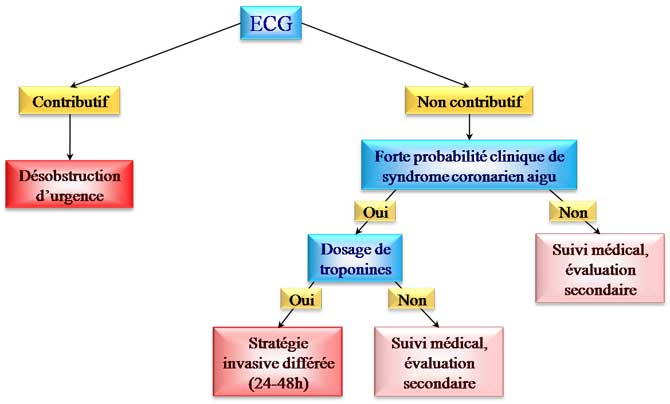 ECG
Contributif
Non contributif
Désobstruction
d'urgence
Forte probabilité clinique de
syndrome coronarien aigu
Oui
Non
Dosage de
troponines
Suivi médical,
évaluation
secondaire
Oui
Non
Stratégie
invasive différée
(24-48h)
Suivi médical,
évaluation
secondaire